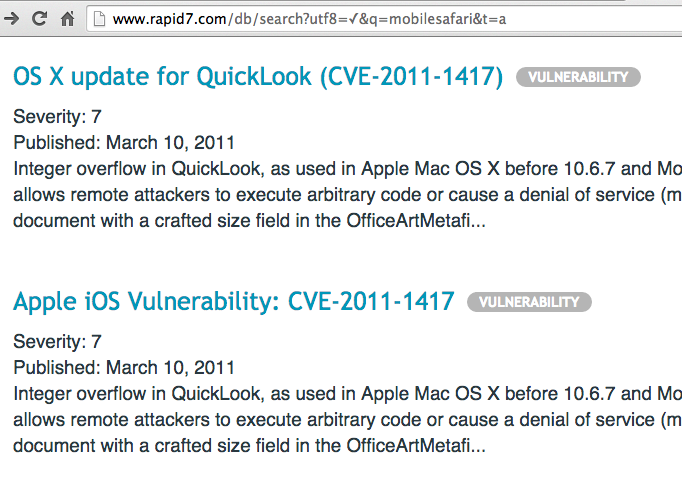 www.rapid7.com/db/search?utf8=✓&q=mobilesafari&t=a
OS X update for QuickLook (CVE-2011-1417) VULNERABILITY
Severity: 7
Published: March 10, 2011
Integer overflow in QuickLook, as used in Apple Mac OS X before 10.6.7 and Mo
allows remote attackers to execute arbitrary code or cause a denial of service (m
document with a crafted size field in the OfficeArtMetafi...
Apple iOS Vulnerability: CVE-2011-1417 VULNERABILITY
Severity: 7
Published: March 10, 2011
Integer overflow in QuickLook, as used in Apple Mac OS X before 10.6.7 and Mo
allows remote attackers to execute arbitrary code or cause a denial of service (m
document with a crafted size field in the OfficeArtMetafi...